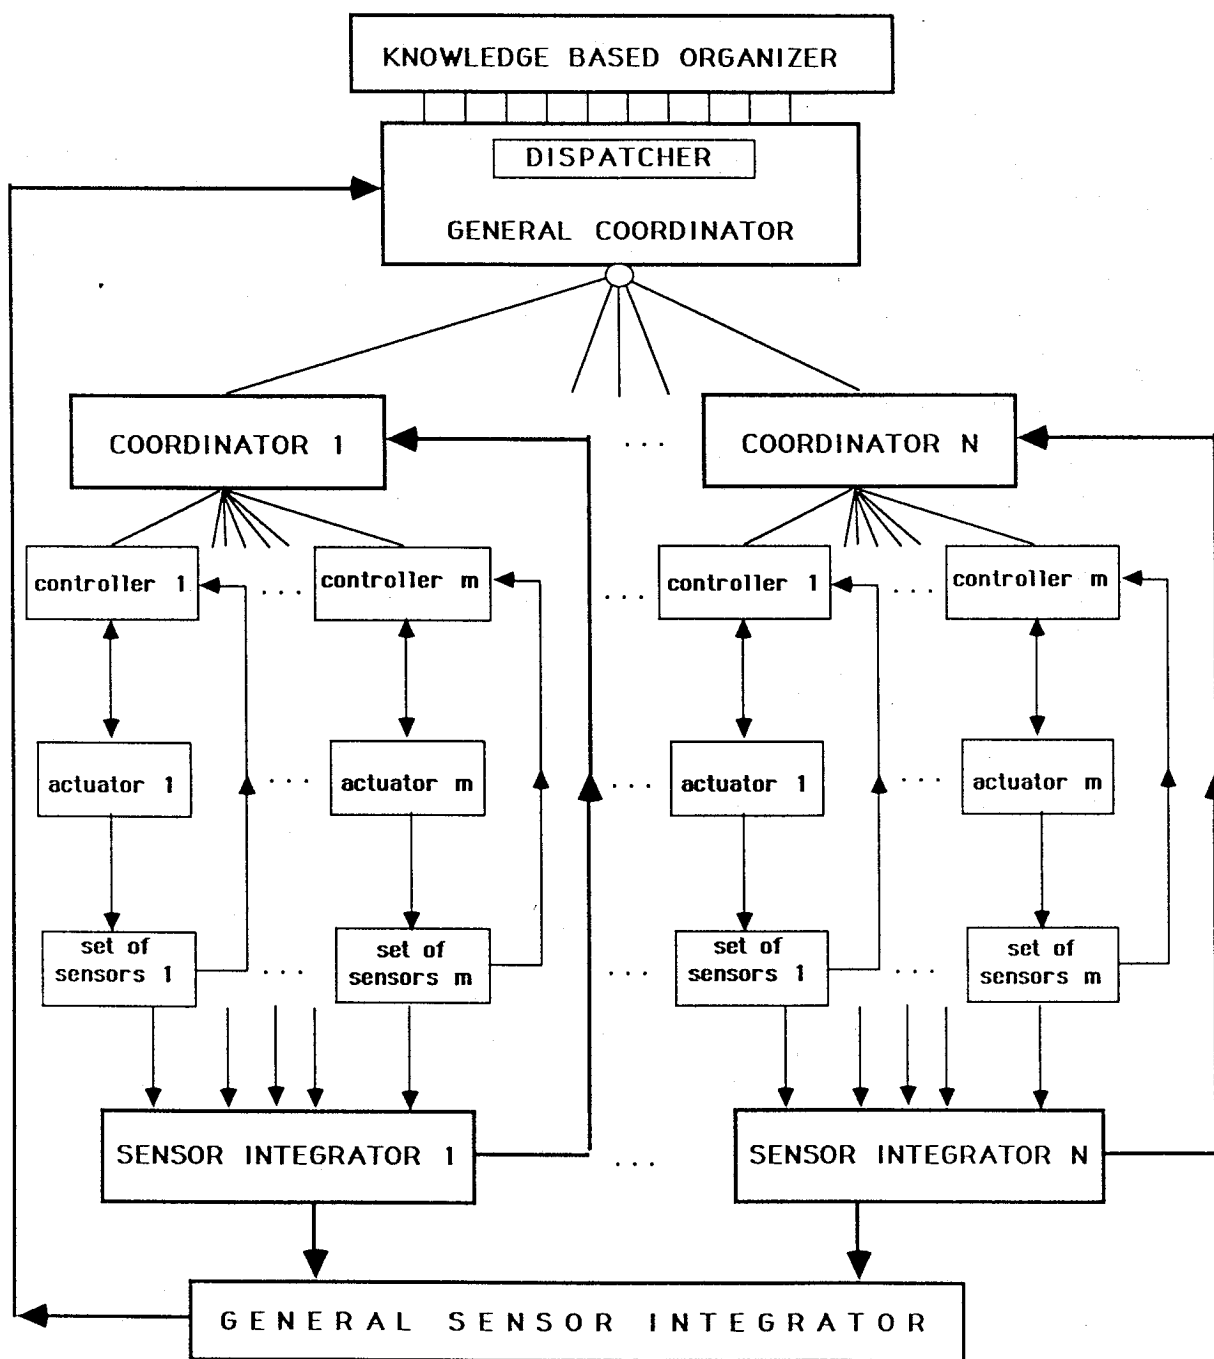 KNOWLEDGE BASED ORGANIZER
DISPATCHER
GENERAL COORDINATOR
COORDINATOR 1
...
COORDINATOR N
controller 1
...
controller m
...
controller 1
...
controller m
actuator 1
...
actuator m
...
actuator 1
...
actuator m
set of
sensors 1
...
set of
sensors m
...
set of
sensors 1
...
set of
sensors m
SENSOR INTEGRATOR 1
...
SENSOR INTEGRATOR N
GENERAL SENSOR INTEGRATOR